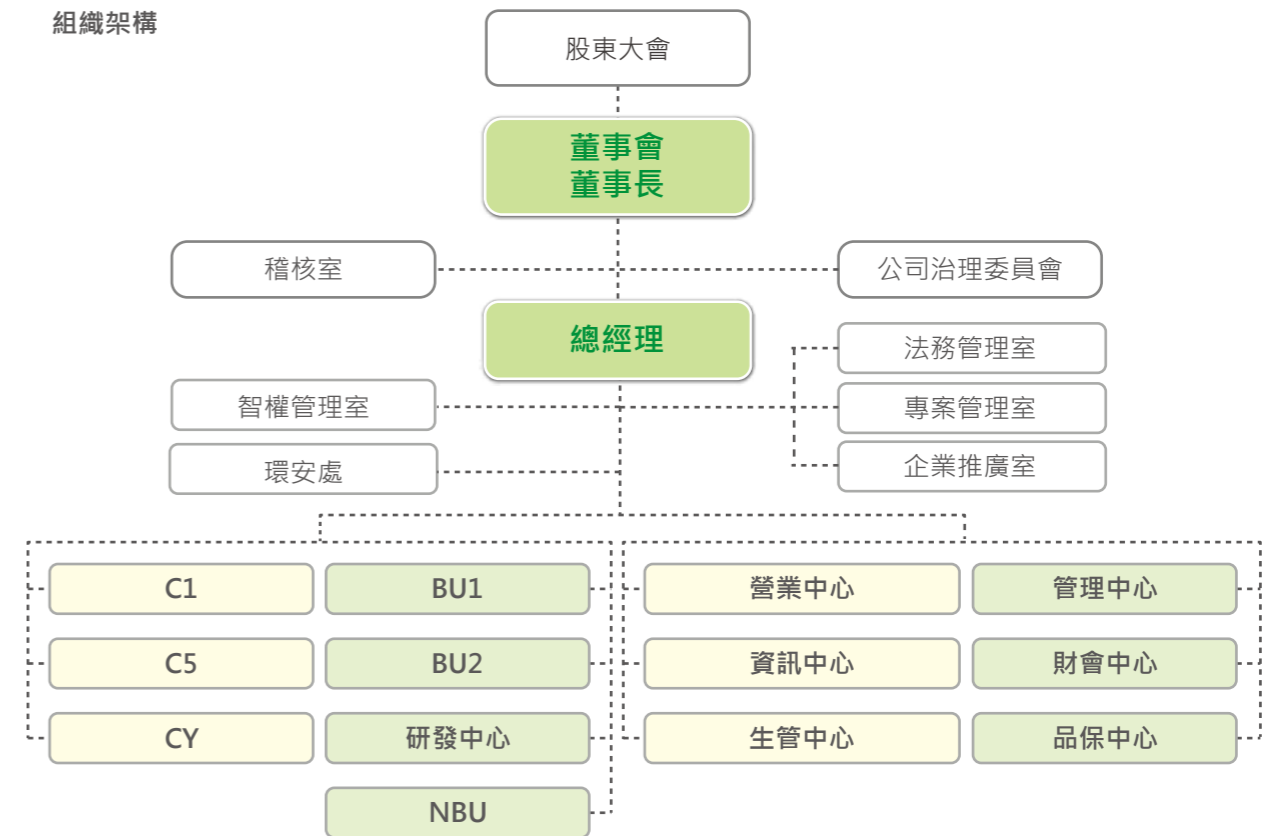 組織架構
股東大會
董事會
董事長
稽核室
公司治理委員會
總經理
法務管理室
智權管理室
專案管理室
環安處
企業推廣室
C1
BU1
營業中心
管理中心
C5
BU2
資訊中心
財會中心
CY
研發中心
生管中心
品保中心
NBU